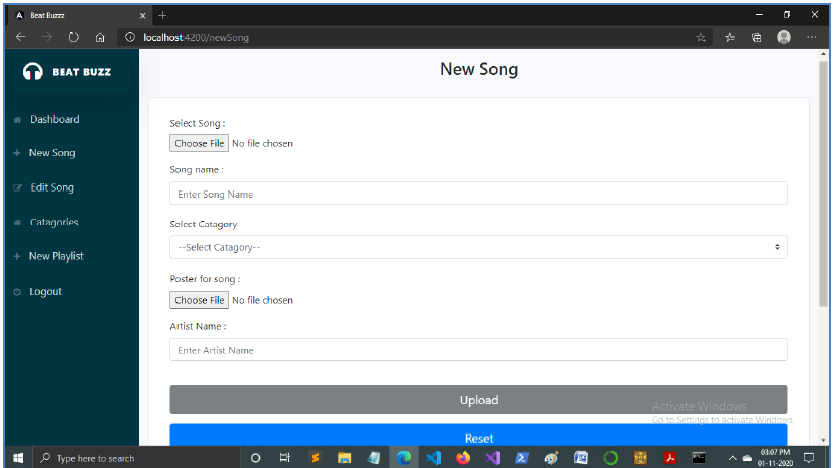 Beat Buzzz
localhost:4200/newSong
BEAT BUZZ
New Song
Dashboard
New Song
Edit Song
Catagories
New Playlist
Logout
Select Song :
Choose File No file chosen
Song name :
Enter Song Name
Select Catagory
--Select Catagory--
Poster for song :
Choose File No file chosen
Artist Name :
Enter Artist Name
Upload
Activate Windows
Go to Settings to activate Windows.
Reset
Type here to search
03:07 PM
01-11-2020